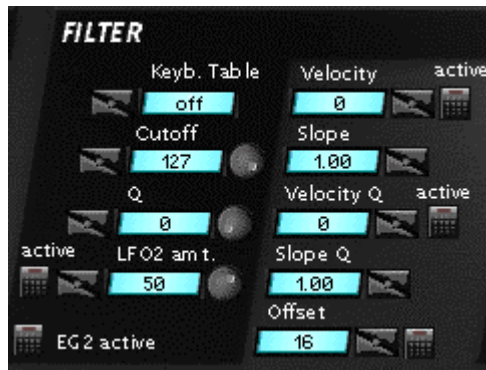 FILTER
Keyb. Table Velocity active
off 0
Cutoff Slope
127 1.00
Q Velocity Q active
0 0
active LFO2 amt. Slope Q
50 1.00
Offset
EG2 active 16